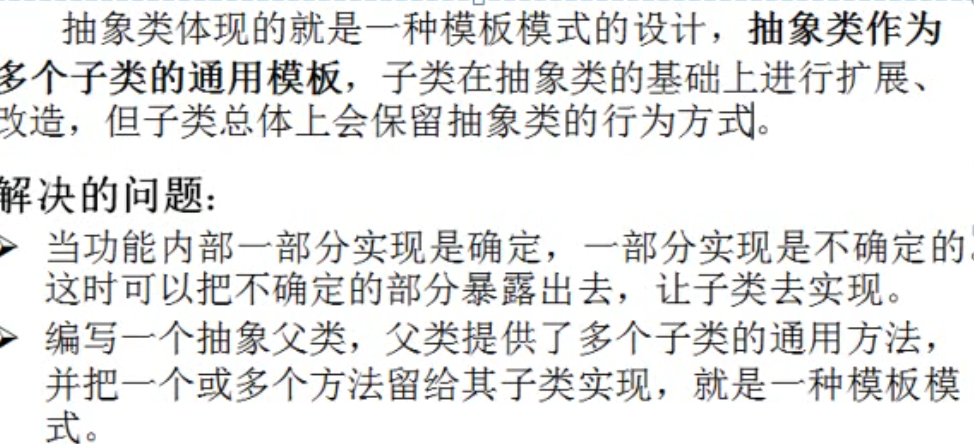 抽象类体现的就是一种模板模式的设计，抽象类作为
多个子类的通用模板，子类在抽象类的基础上进行扩展、
改造，但子类总体上会保留抽象类的行为方式。
解决的问题：
当功能内部一部分实现是确定，一部分实现是不确定的。
这时可以把不确定的部分暴露出去，让子类去实现。
编写一个抽象父类，父类提供了多个子类的通用方法，
并把一个或多个方法留给其子类实现，就是一种模板模
式。